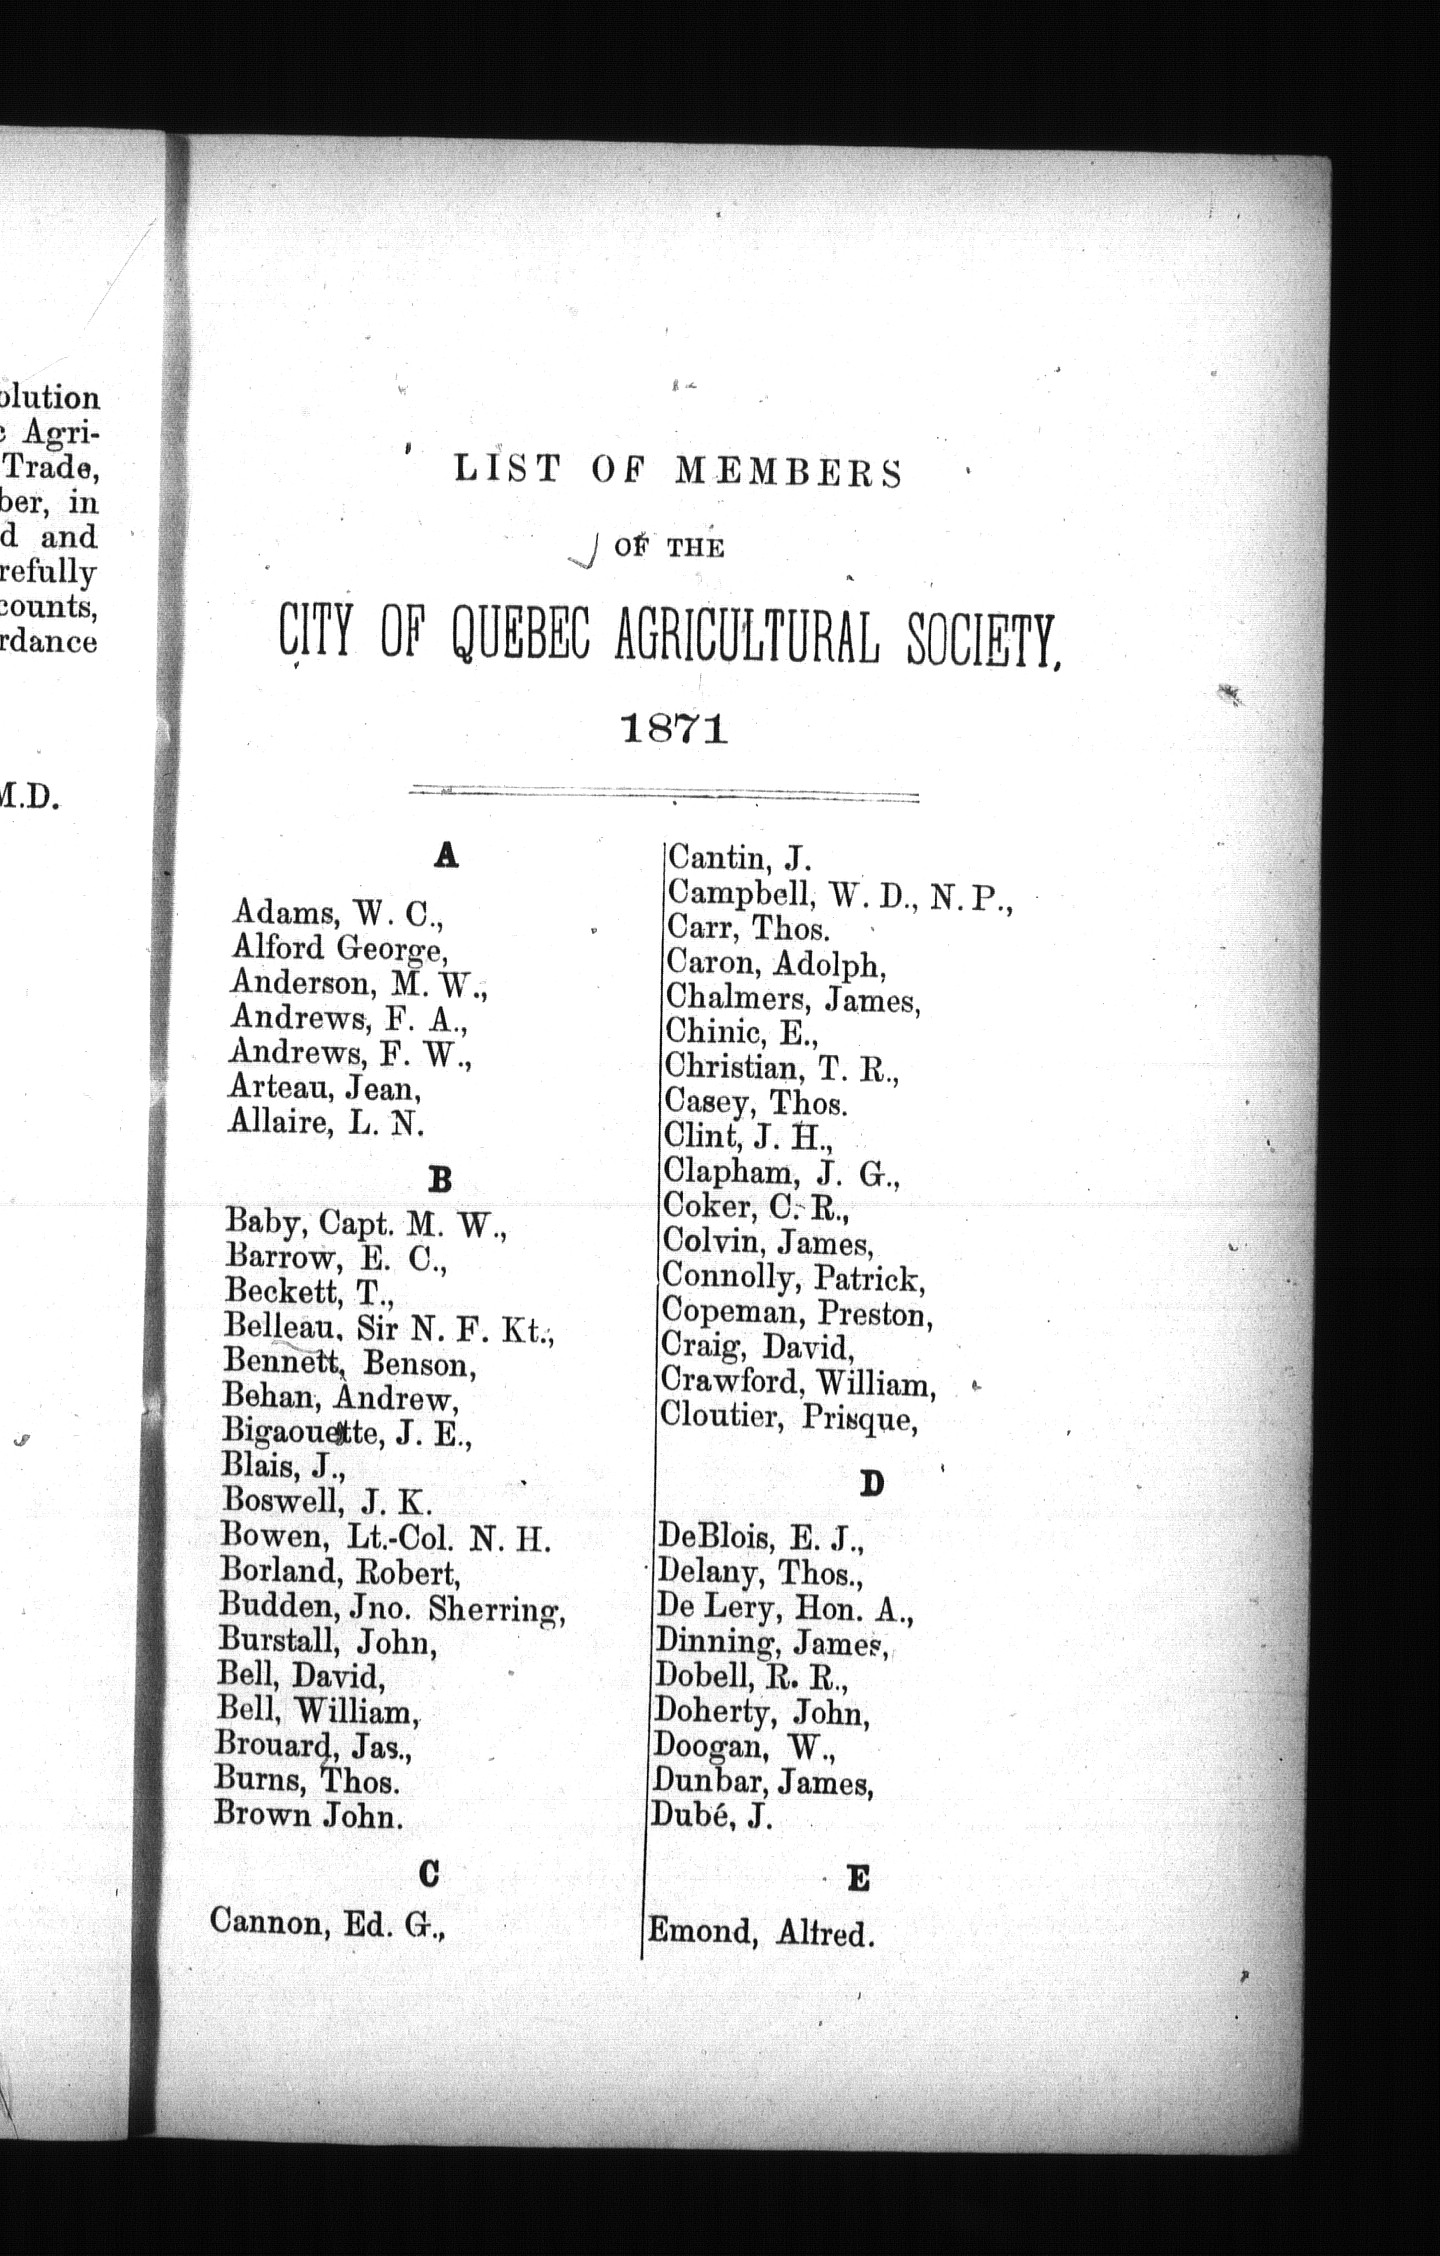 olution
Agri-
Trade,
ber, in
d and
refully
counts,
rdance
M.D.
LIST OF MEMBERS
OF THE
CITY OF QUEBEC AGRICULTURAL SOCIETY,
1871
A
Adams, W. C.,
Alford George,
Anderson, M. W.,
Andrews, F. A.,
Andrews, F. W.,
Arteau, Jean,
Allaire, L. N.
B
Baby, Capt. M. W.,
Barrow, E. C.,
Beckett, T.,
Belleau, Sir N. F. Kt.,
Bennett, Benson,
Behan, Andrew,
Bigaouette, J. E.,
Blais, J.,
Boswell, J. K.
Bowen, Lt.-Col. N. H.
Borland, Robert,
Budden, Jno. Sherring,
Burstall, John,
Bell, David,
Bell, William,
Brouard, Jas.,
Burns, Thos.
Brown John.
C
Cannon, Ed. G.,
Cantin, J.
Campbell, W. D., N. P.,
Carr, Thos.
Caron, Adolph,
Chalmers, James,
Chinic, E.,
Christian, T. R.,
Casey, Thos.
Clint, J. H.,
Clapham, J. G.,
Coker, C. R.,
Colvin, James,
Connolly, Patrick,
Copeman, Preston,
Craig, David,
Crawford, William,
Cloutier, Prisque,
D
DeBlois, E. J.,
Delany, Thos.,
De Lery, Hon. A.,
Dinning, James,
Dobell, R. R.,
Doherty, John,
Doogan, W.,
Dunbar, James,
Dubé, J.
E
Emond, Alfred.